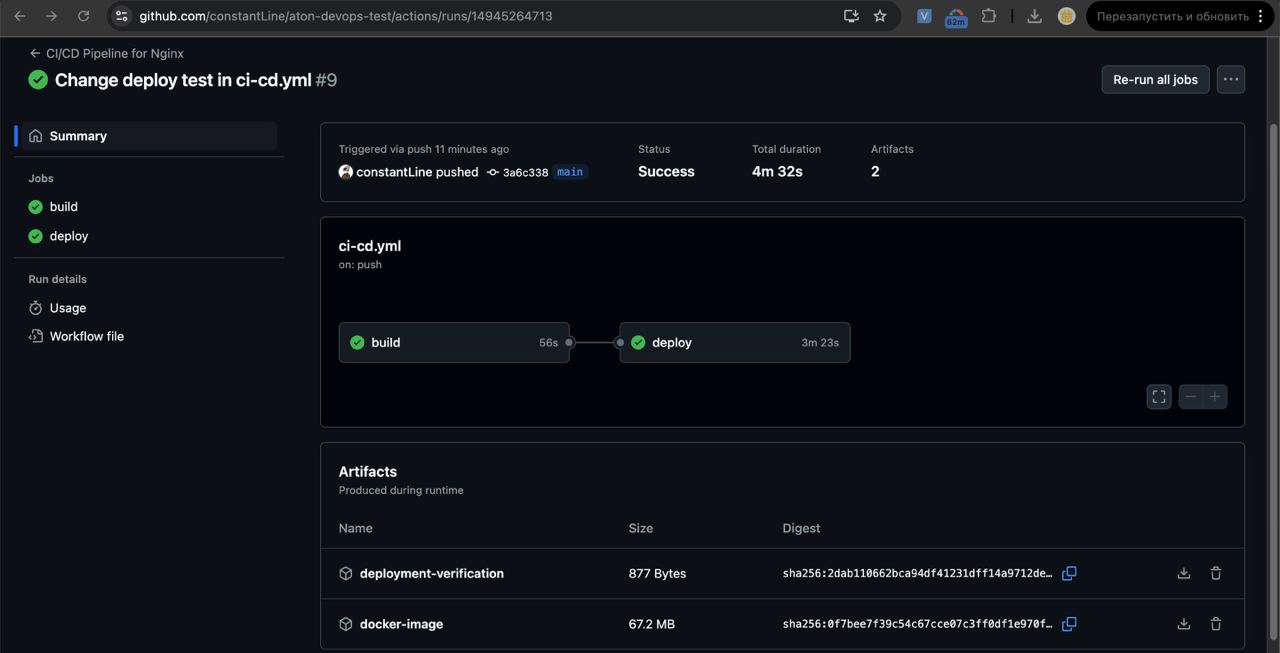 github.com/constantLine/aton-devops-test/actions/runs/14945264713
V
62m
Перезапустить и обновить
CI/CD Pipeline for Nginx
Change deploy test in ci-cd.yml #9
Re-run all jobs
Summary
Jobs
build
deploy
Run details
Usage
Workflow file
Triggered via push 11 minutes ago
Status
Total duration
Artifacts
constantLine pushed 3a6c338 main
Success
4m 32s
2
ci-cd.yml
on: push
build 56s
deploy 3m 23s
Artifacts
Produced during runtime
Name Size Digest
deployment-verification 877 Bytes sha256:2dab110662bca94df41231dff14a9712de…
docker-image 67.2 MB sha256:0f7bee7f39c54c67cce07c3ff0df1e970f…